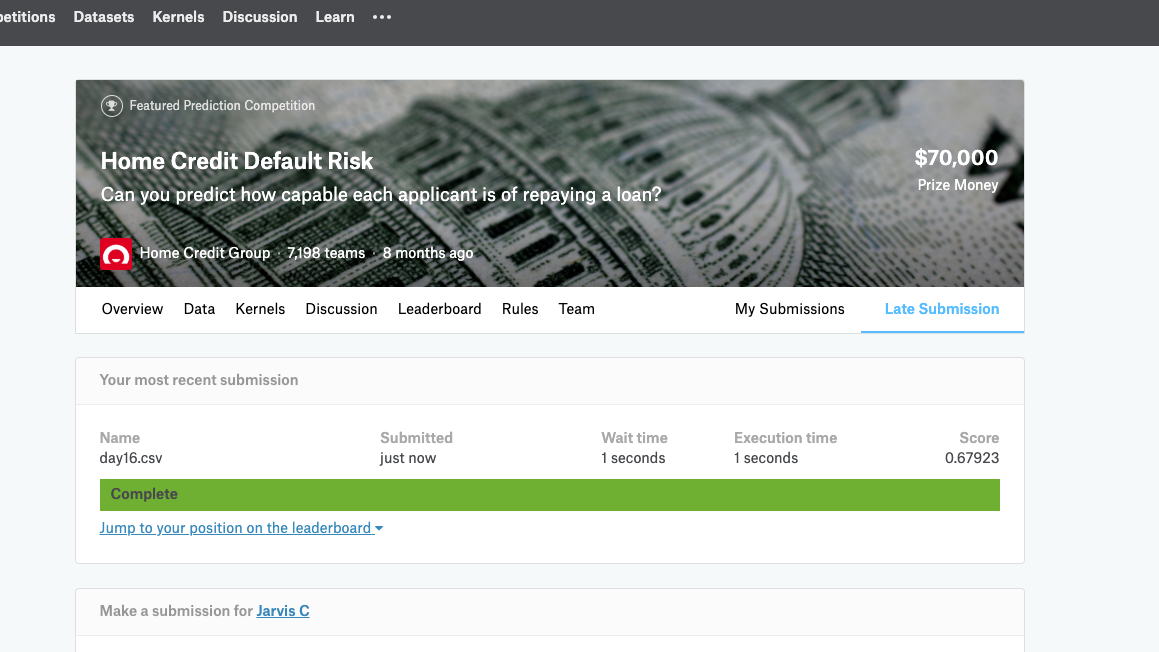 Datasets Kernels Discussion Learn •••
Featured Prediction Competition
Home Credit Default Risk
$70,000
Can you predict how capable each applicant is of repaying a loan?
Prize Money
Home Credit Group · 7,198 teams · 8 months ago
Overview Data Kernels Discussion Leaderboard Rules Team My Submissions Late Submission
Your most recent submission
Name Submitted Wait time Execution time Score
day16.csv just now 1 seconds 1 seconds 0.67923
Complete
Jump to your position on the leaderboard
Make a submission for Jarvis C